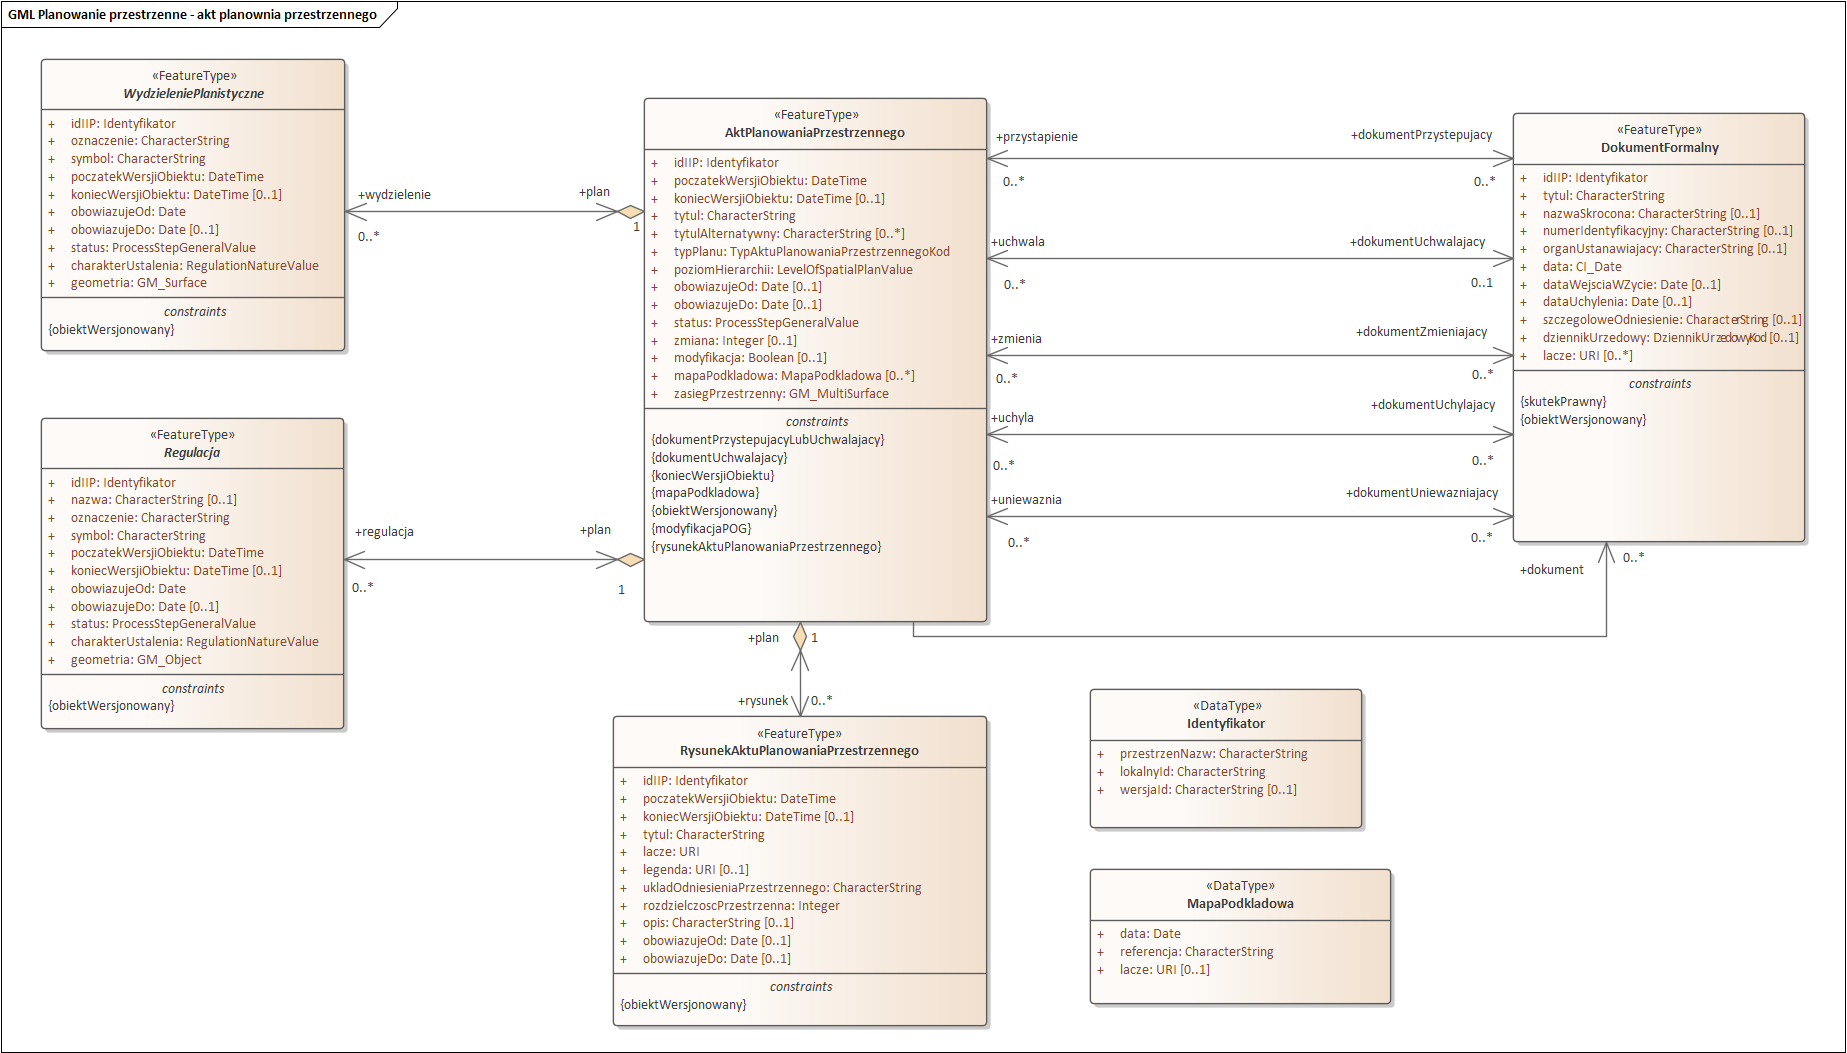 GML Planowanie przestrzenne - akt planownia przestrzennego
«FeatureType»
WydzieleniePlanistyczne
+ idIIP: Identyfikator
+ oznaczenie: CharacterString
+ symbol: CharacterString
+ poczatekWersjiObiektu: DateTime
+ koniecWersjiObiektu: DateTime [0..1]
+ obowiazujeOd: Date
+ obowiazujeDo: Date [0..1]
+ status: ProcessStepGeneralValue
+ charakterUstalenia: RegulationNatureValue
+ geometria: GM_Surface
constraints
{obiektWersjonowany}
+wydzielenie
0..*
+plan
1
«FeatureType»
Regulacja
+ idIIP: Identyfikator
+ nazwa: CharacterString [0..1]
+ oznaczenie: CharacterString
+ symbol: CharacterString
+ poczatekWersjiObiektu: DateTime
+ koniecWersjiObiektu: DateTime [0..1]
+ obowiazujeOd: Date
+ obowiazujeDo: Date [0..1]
+ status: ProcessStepGeneralValue
+ charakterUstalenia: RegulationNatureValue
+ geometria: GM_Object
constraints
{obiektWersjonowany}
+regulacja
0..*
+plan
1
«FeatureType»
AktPlanowaniaPrzestrzennego
+ idIIP: Identyfikator
+ poczatekWersjiObiektu: DateTime
+ koniecWersjiObiektu: DateTime [0..1]
+ tytul: CharacterString
+ tytulAlternatywny: CharacterString [0..*]
+ typPlanu: TypAktuPlanowaniaPrzestrzennegoKod
+ poziomHierarchii: LevelOfSpatialPlanValue
+ obowiazujeOd: Date [0..1]
+ obowiazujeDo: Date [0..1]
+ status: ProcessStepGeneralValue
+ zmiana: Integer [0..1]
+ modyfikacja: Boolean [0..1]
+ mapaPodkladowa: MapaPodkladowa [0..*]
+ zasiegPrzestrzenny: GM_MultiSurface
constraints
{dokumentPrzystepujacyLubUchwalajacy}
{dokumentUchwalajacy}
{koniecWersjiObiektu}
{mapaPodkladowa}
{obiektWersjonowany}
{modyfikacjaPOG}
{rysunekAktuPlanowaniaPrzestrzennego}
+przystapienie
0..*
+dokumentPrzystepujacy
0..*
+uchwala
0..*
+dokumentUchwalajacy
0..1
+zmienia
0..*
+dokumentZmieniajacy
0..*
+uchyla
0..*
+dokumentUchylajacy
0..*
+uniewaznia
0..*
+dokumentUniewazniajacy
0..*
+dokument
0..*
«FeatureType»
DokumentFormalny
+ idIIP: Identyfikator
+ tytul: CharacterString
+ nazwaSkrocona: CharacterString [0..1]
+ numerIdentyfikacyjny: CharacterString [0..1]
+ organUstanawiajacy: CharacterString [0..1]
+ data: CI_Date
+ dataWejsciaWZycie: Date [0..1]
+ dataUchylenia: Date [0..1]
+ szczegoloweOdniesienie: CharacterString [0..1]
+ dziennikUrzedowy: DziennikUrzedowyKod [0..1]
+ lacze: URI [0..*]
constraints
{skutekPrawny}
{obiektWersjonowany}
+plan
1
+rysunek
0..*
«FeatureType»
RysunekAktuPlanowaniaPrzestrzennego
+ idIIP: Identyfikator
+ poczatekWersjiObiektu: DateTime
+ koniecWersjiObiektu: DateTime [0..1]
+ tytul: CharacterString
+ lacze: URI
+ legenda: URI [0..1]
+ ukladOdniesieniaPrzestrzennego: CharacterString
+ rozdzielczoscPrzestrzenna: Integer
+ opis: CharacterString [0..1]
+ obowiazujeOd: Date [0..1]
+ obowiazujeDo: Date [0..1]
constraints
{obiektWersjonowany}
«DataType»
Identyfikator
+ przestrzenNazw: CharacterString
+ lokalnyId: CharacterString
+ wersjaId: CharacterString [0..1]
«DataType»
MapaPodkladowa
+ data: Date
+ referencja: CharacterString
+ lacze: URI [0..1]